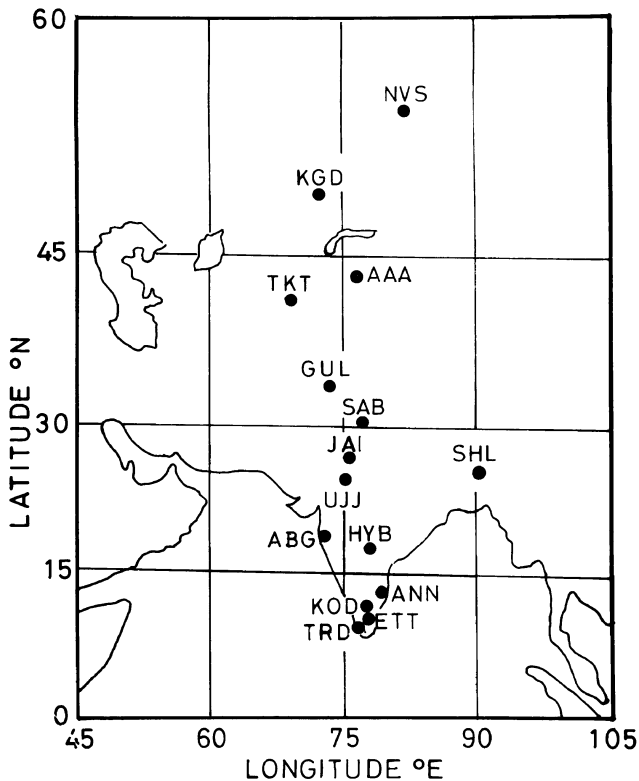 60
NVS
KGD
45
TKT
AAA
GUL
SAB
30
JAI
SHL
UJJ
ABG
HYB
15
ANN
KOD
ETT
TRD
0
45
60
75
90
105
LONGITUDE °E
LATITUDE °N